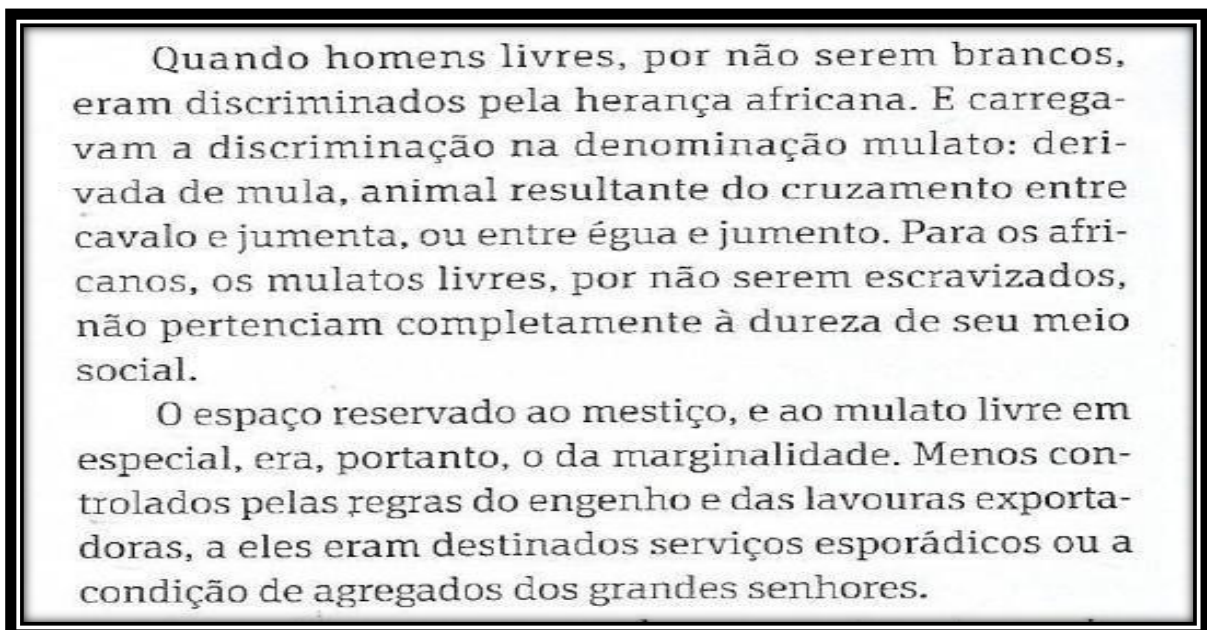 Quando homens livres, por não serem brancos,
eram discriminados pela herança africana. E carrega-
vam a discriminação na denominação mulato: deri-
vada de mula, animal resultante do cruzamento entre
cavalo e jumenta, ou entre égua e jumento. Para os afri-
canos, os mulatos livres, por não serem escravizados,
não pertenciam completamente à dureza de seu meio
social.
O espaço reservado ao mestiço, e ao mulato livre em
especial, era, portanto, o da marginalidade. Menos con-
trolados pelas regras do engenho e das lavouras exporta-
doras, a eles eram destinados serviços esporádicos ou a
condição de agregados dos grandes senhores.